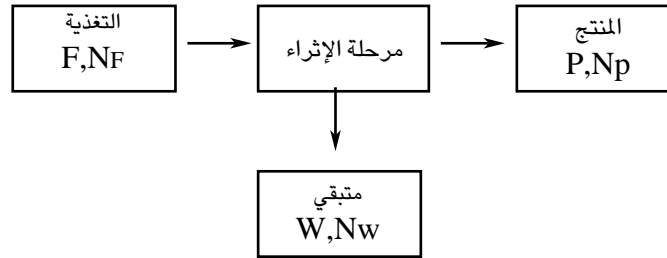 التغذية
F,NF
مرحلة الإثراء
المنتج
P,Np
متبقي
W,Nw